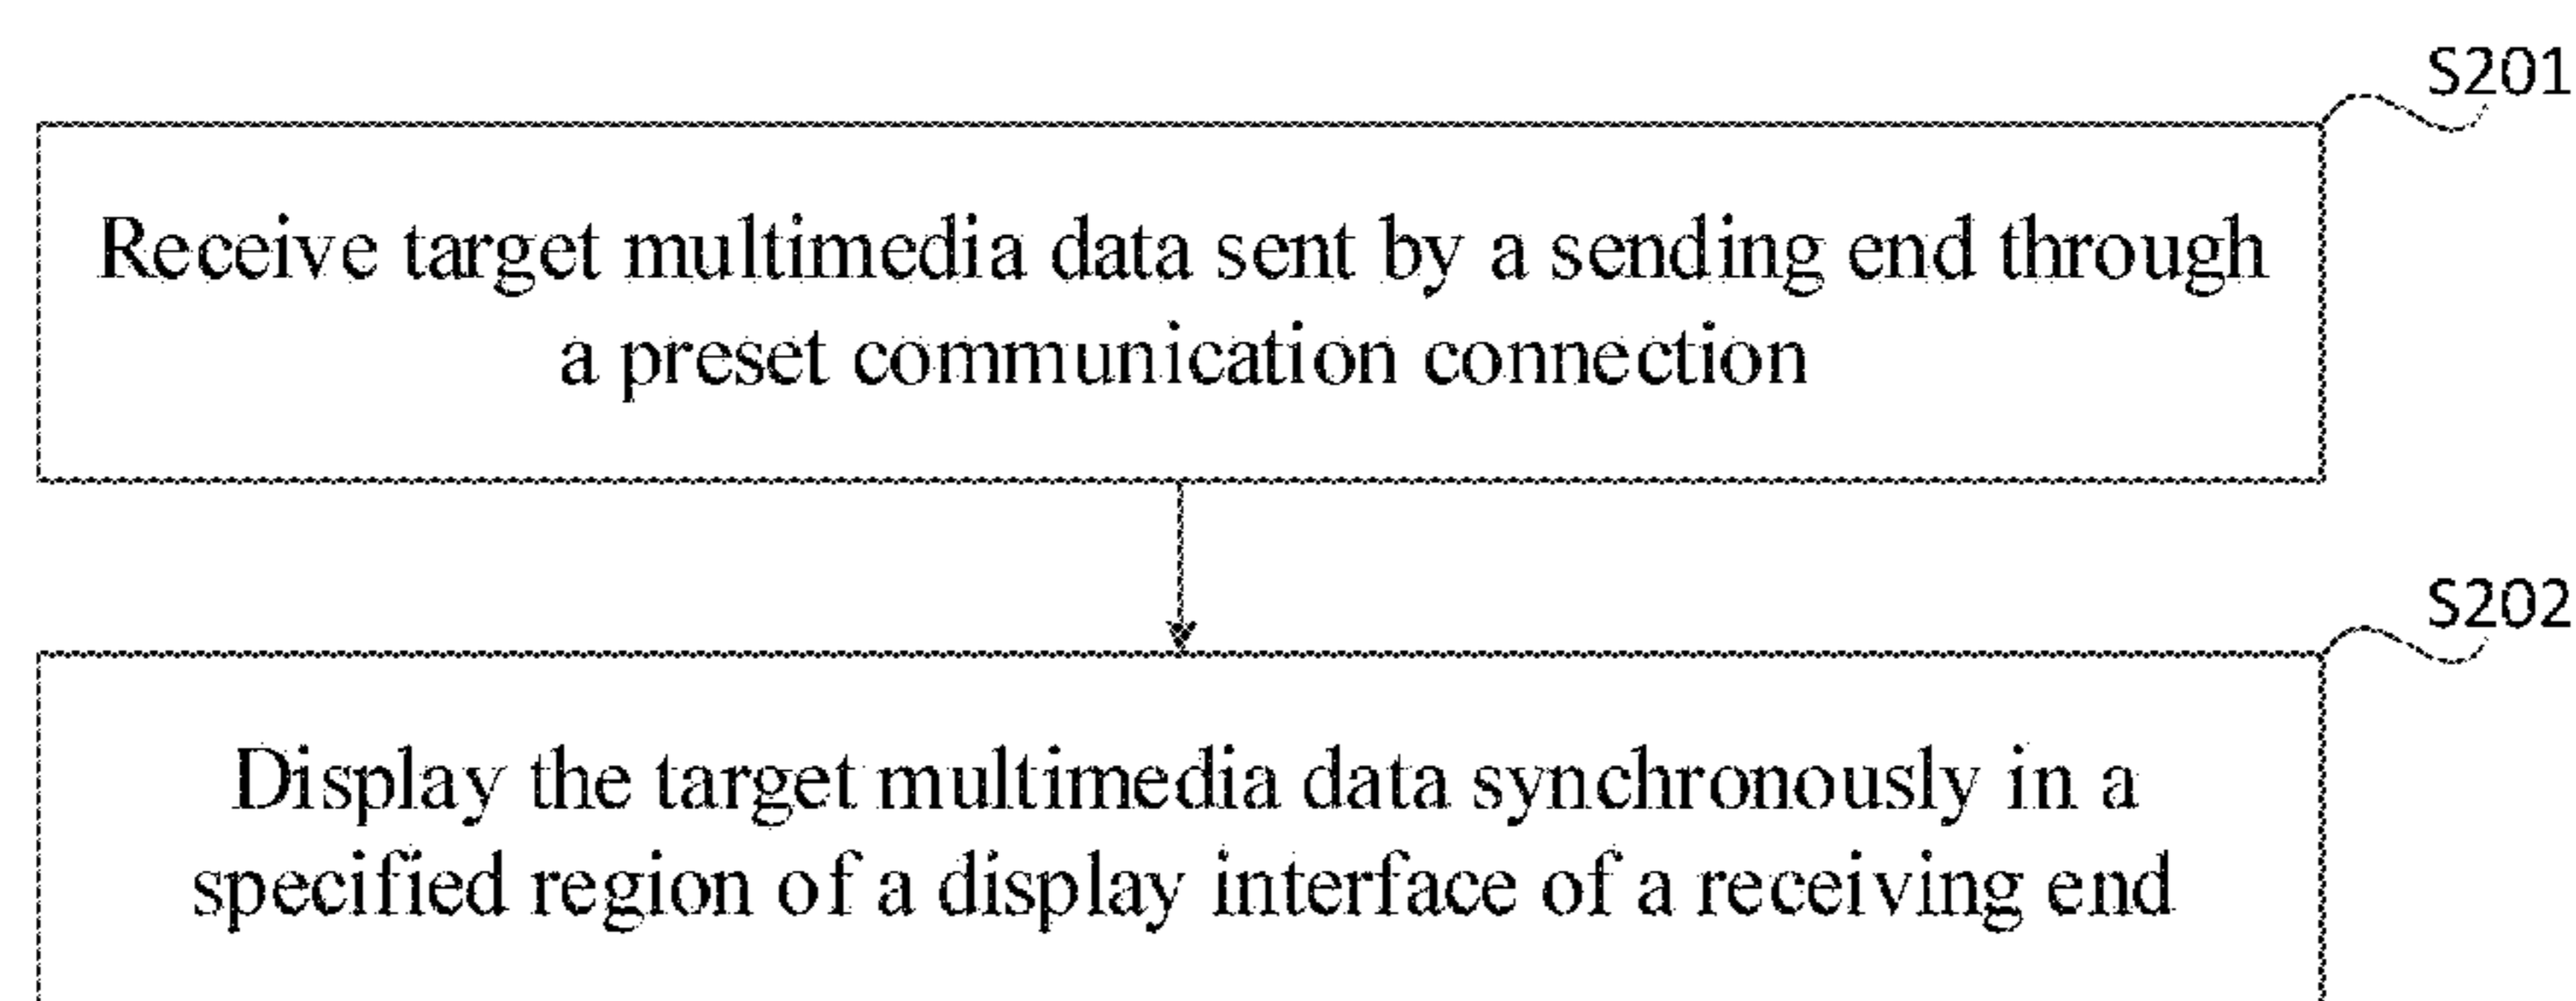 S201
Receive target multimedia data sent by a sending end through
a preset communication connection
S202
Display the target multimedia data synchronously in a
specified region of a display interface of a receiving end